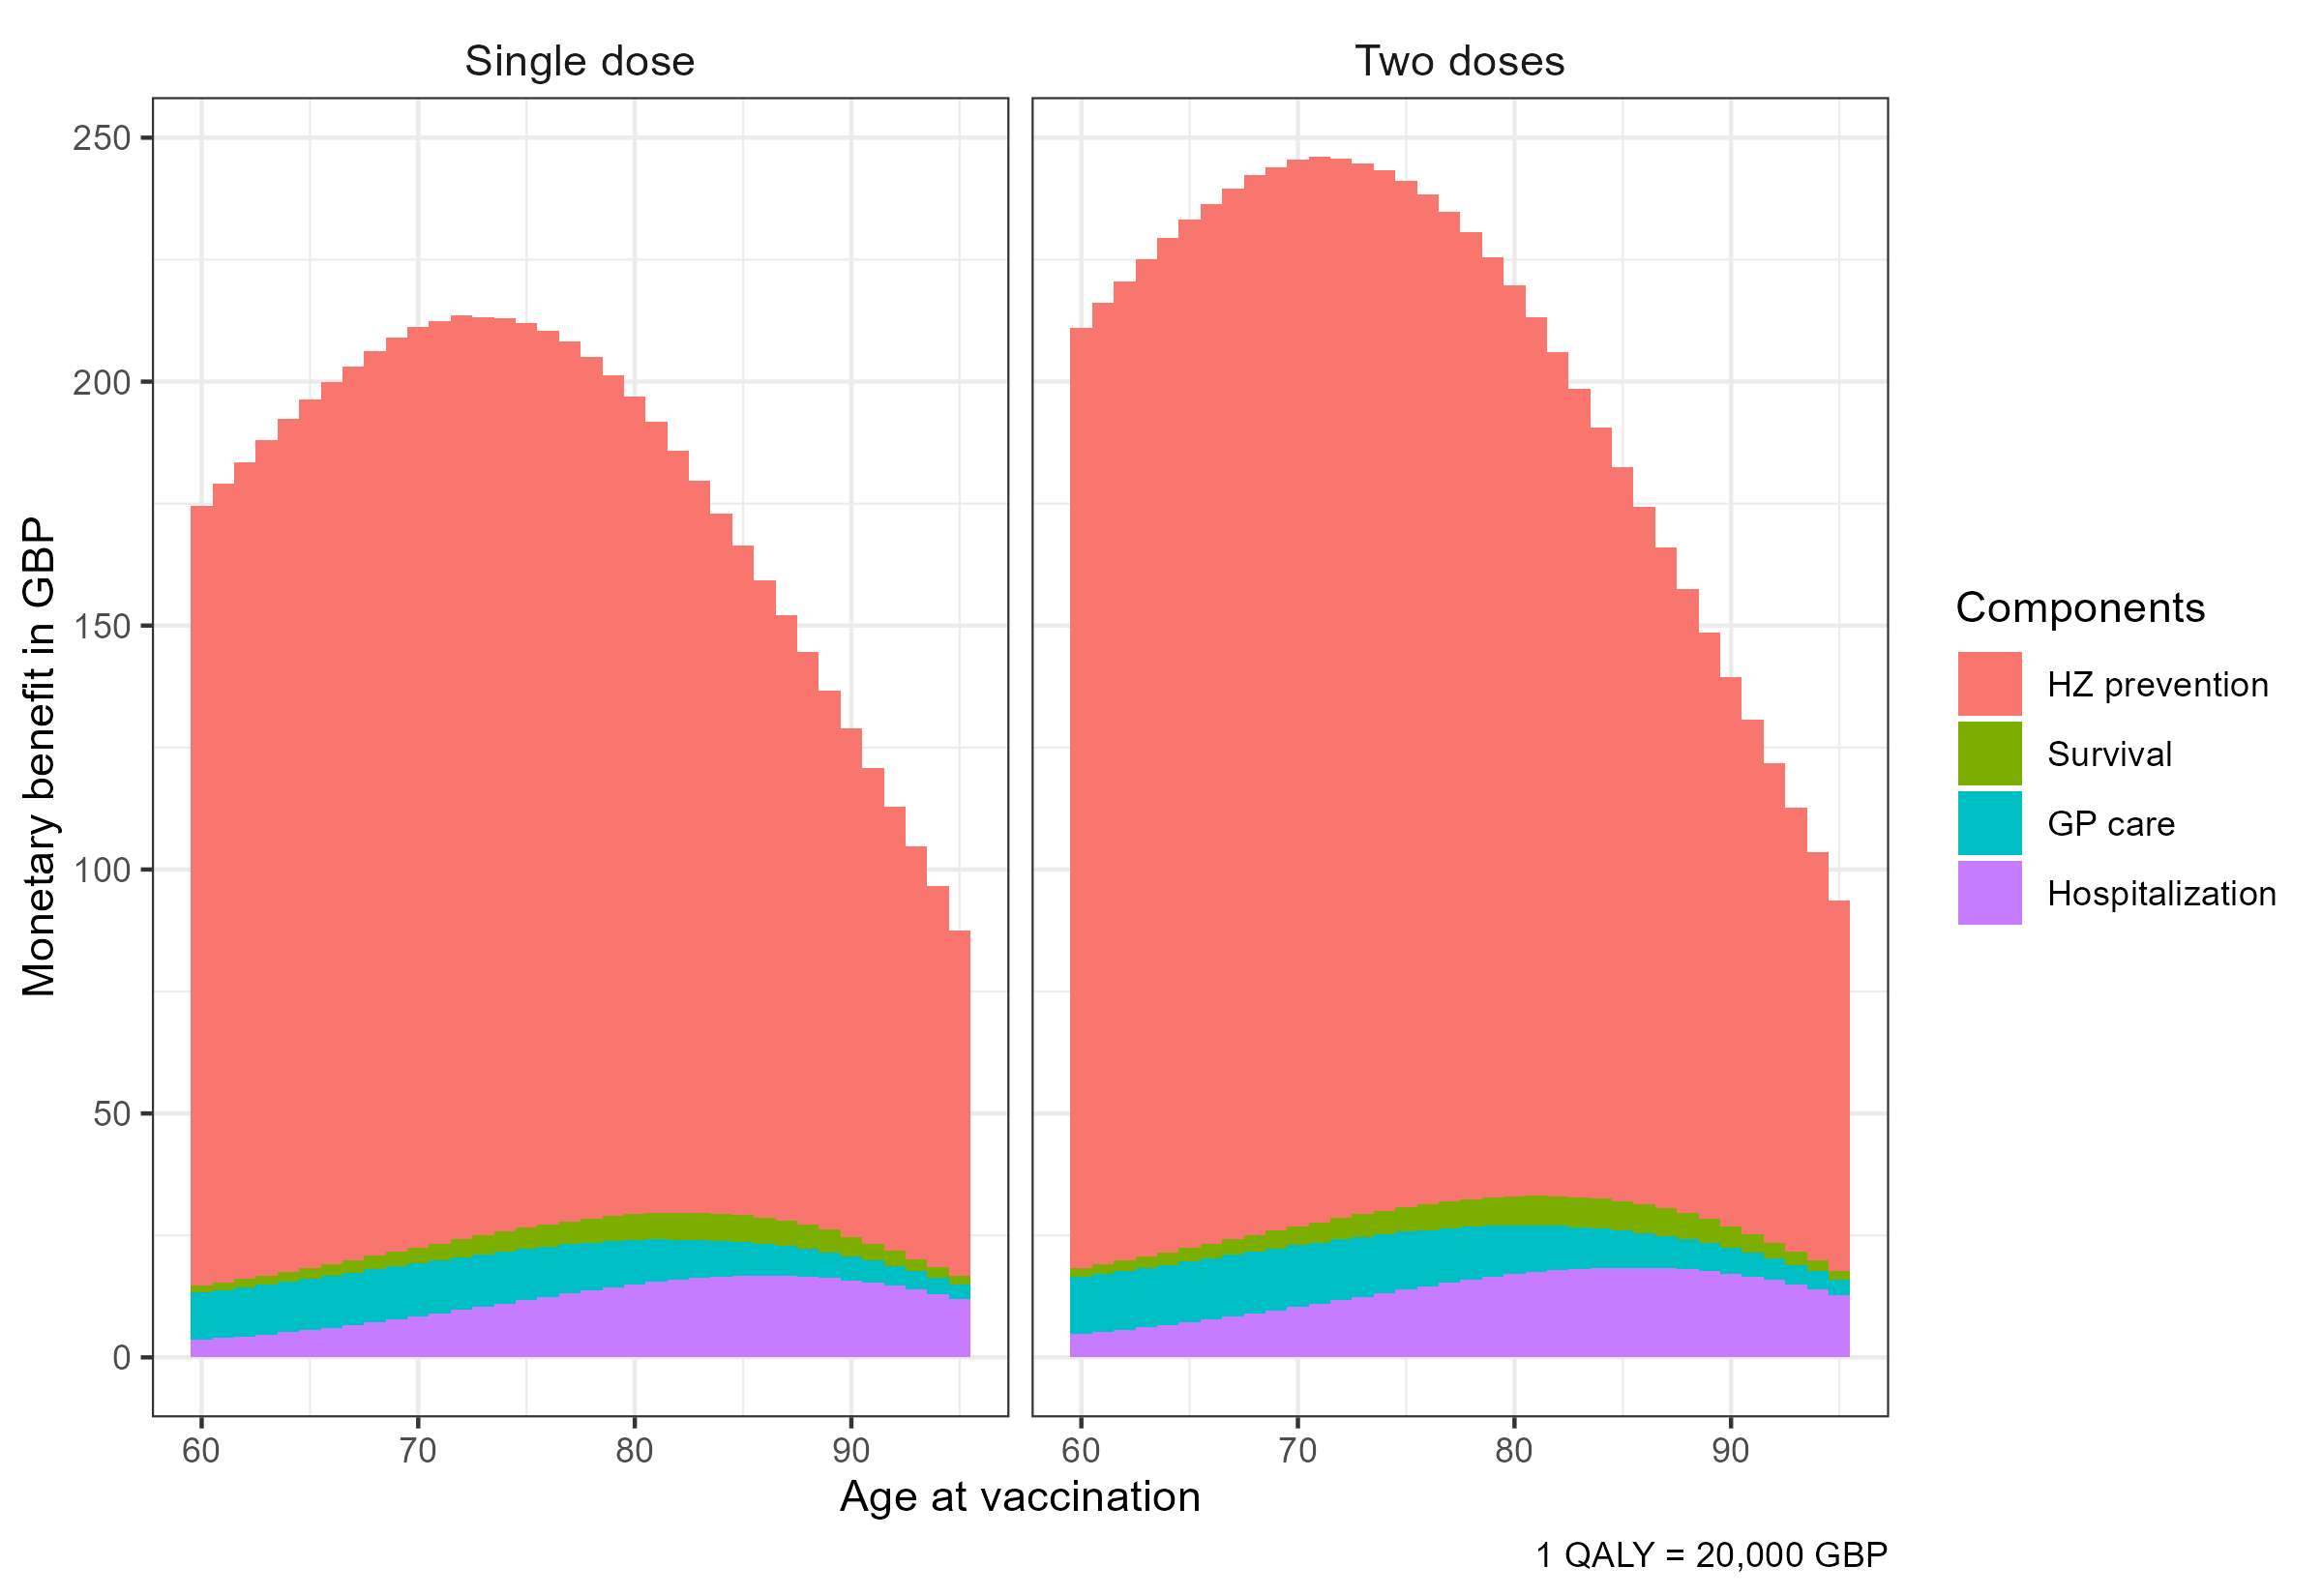 Single dose
Two doses
Monetary benefit in GBP
250
200
150
100
50
0
60 70 80 90
60 70 80 90
Age at vaccination
1 QALY = 20,000 GBP
Components
HZ prevention
Survival
GP care
Hospitalization